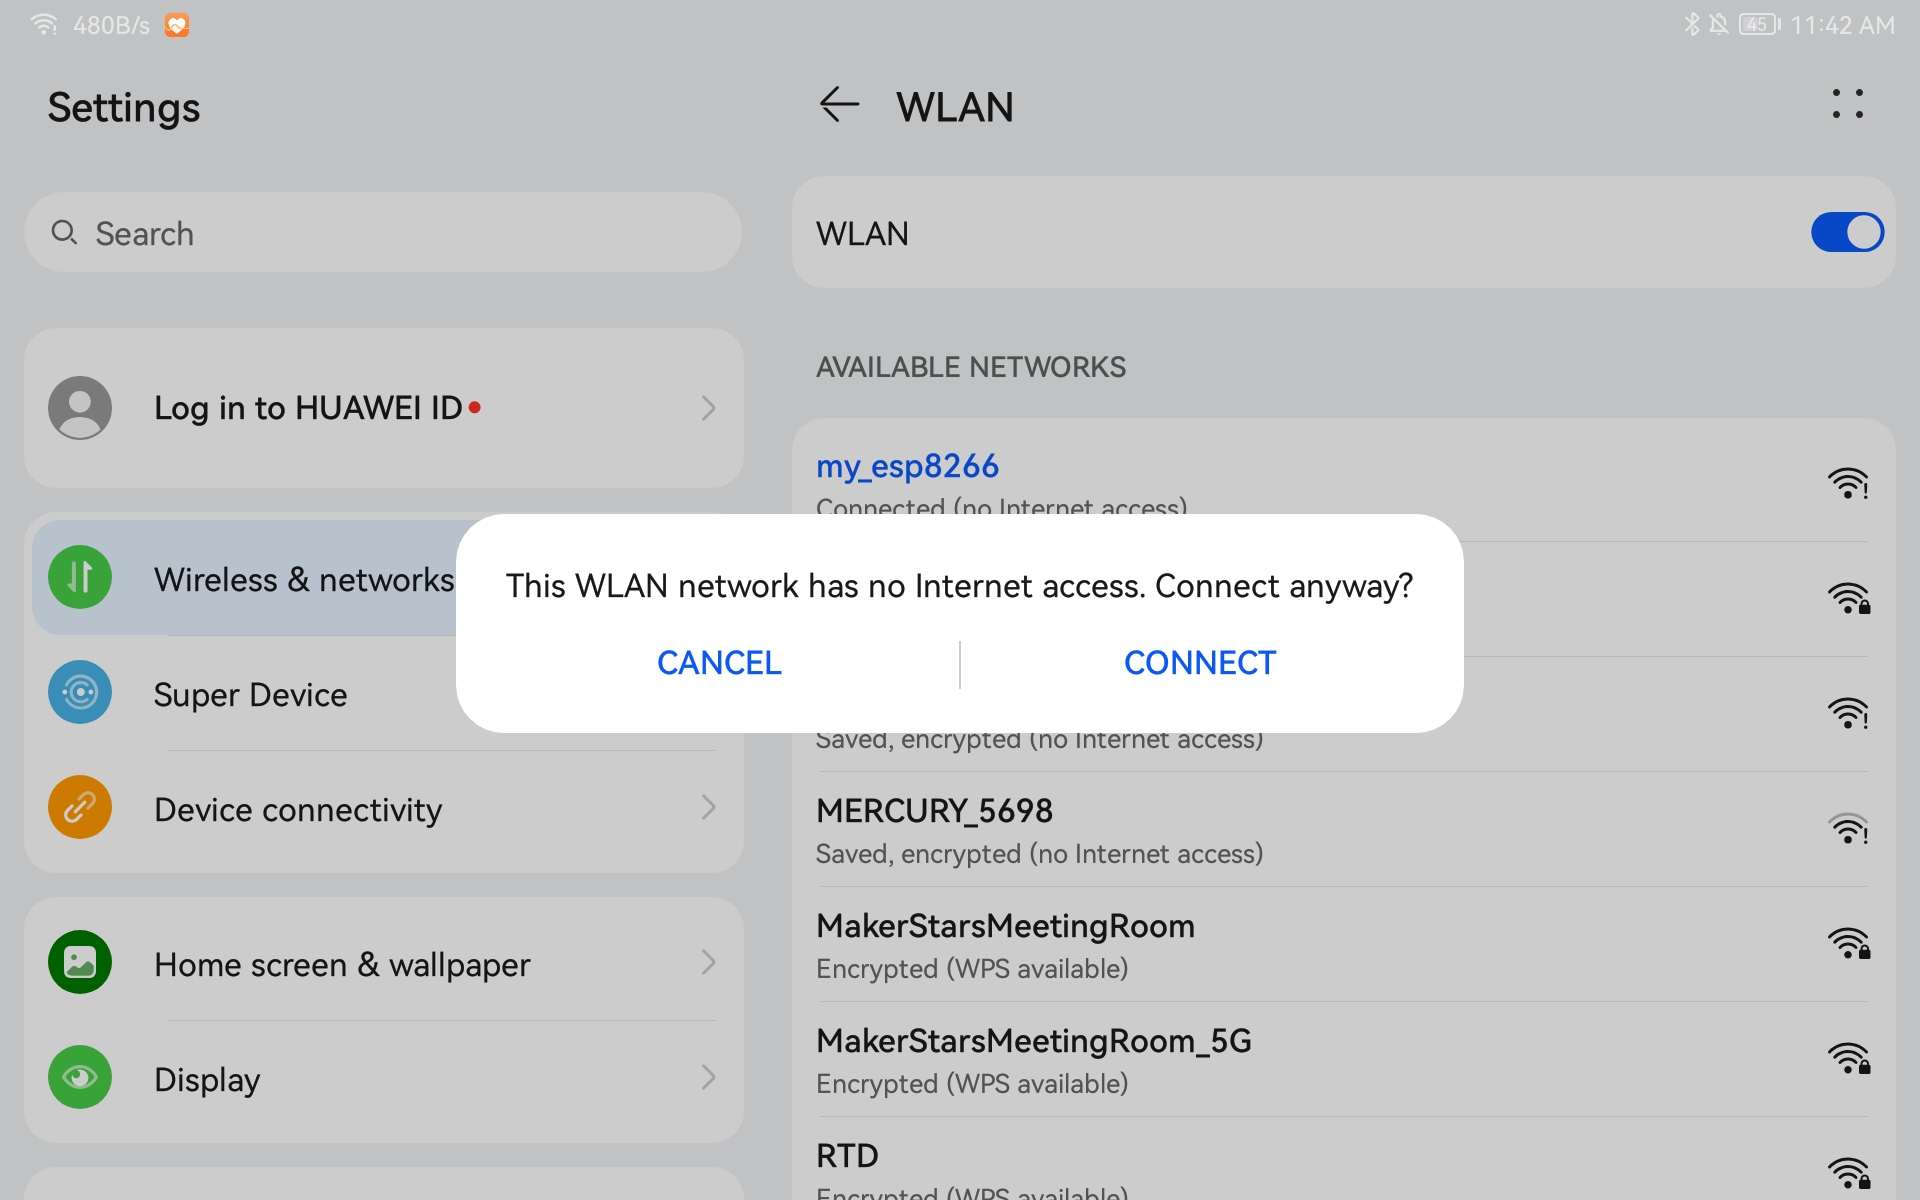 480B/s
45 11:42 AM
Settings
WLAN
Search
WLAN
AVAILABLE NETWORKS
Log in to HUAWEI ID
my_esp8266
Connected (no Internet access)
Wireless & networks
This WLAN network has no Internet access. Connect anyway?
CANCEL
CONNECT
Super Device
Saved, encrypted (no Internet access)
Device connectivity
MERCURY_5698
Saved, encrypted (no Internet access)
MakerStarsMeetingRoom
Encrypted (WPS available)
Home screen & wallpaper
MakerStarsMeetingRoom_5G
Encrypted (WPS available)
Display
RTD
Encrypted (WPS available)